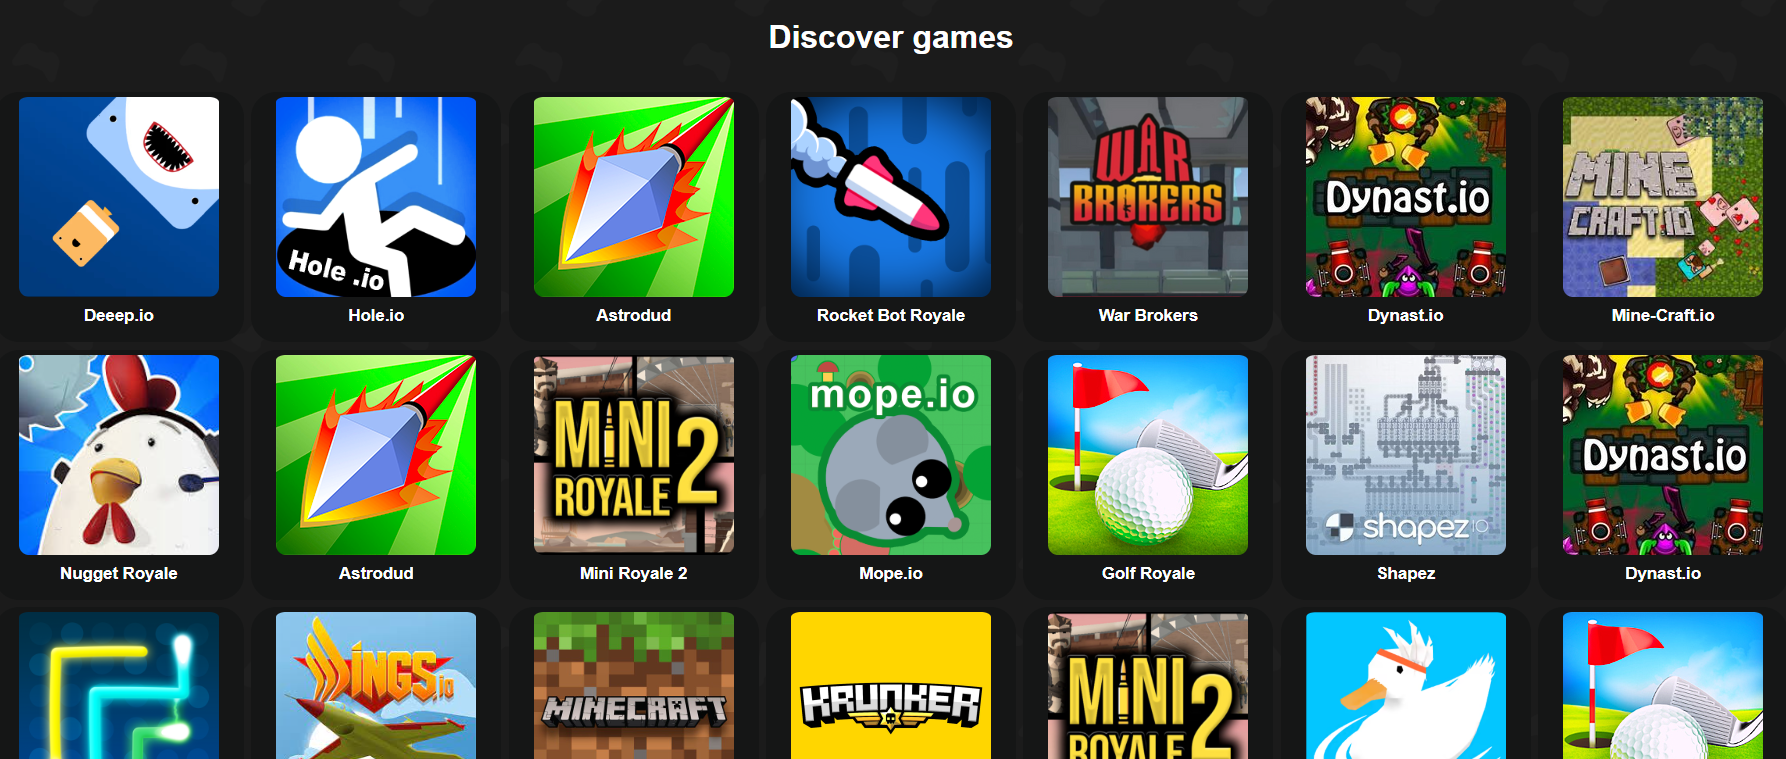 Discover games
Hole .io
WAR
BROKERS
Dynast.io
MINE
CRAFT.IO
Deeep.io
Hole.io
Astrodud
Rocket Bot Royale
War Brokers
Dynast.io
Mine-Craft.io
MINI
ROYALE 2
mope.io
shapez IO
Dynast.io
Nugget Royale
Astrodud
Mini Royale 2
Mope.io
Golf Royale
Shapez
Dynast.io
WINGS.io
MINECRAFT
KRUNKER
MINI
ROYALE 2